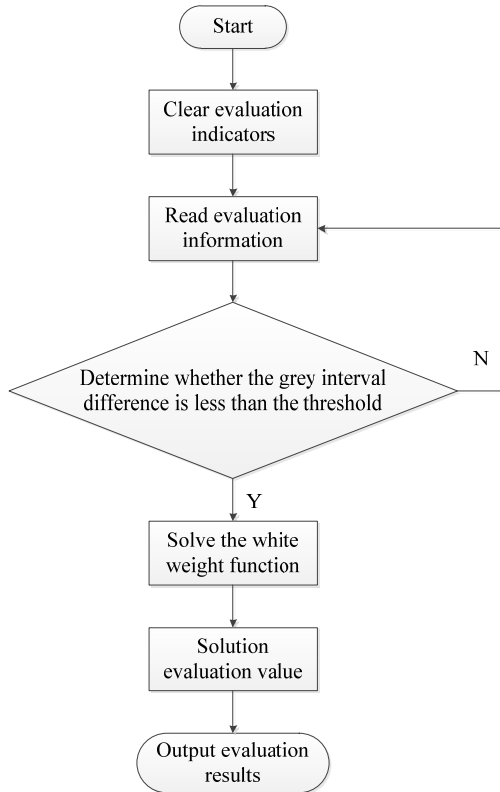 Start
Clear evaluation
indicators
Read evaluation
information
N
Determine whether the grey interval
difference is less than the threshold
Y
Solve the white
weight function
Solution
evaluation value
Output evaluation
results